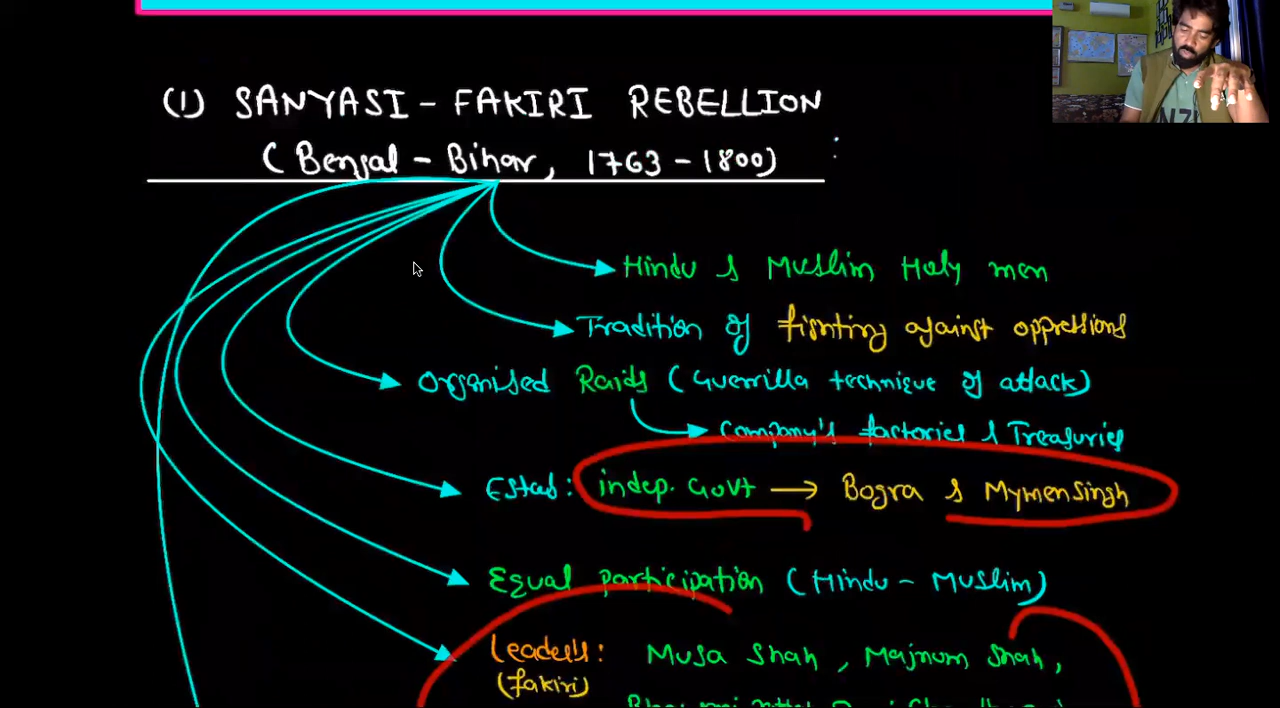 (1) SANYASI - FAKIRI REBELLION
(Bengal - Bihar, 1763 - 1800) :
Hindu & Muslim Holy men
Tradition of fighting against oppressions
Organised Raids (Guerrilla technique of attack)
Company's factories & Treasuries
Estab: indep. Govt → Bogra & Mymensingh
Equal participation (Hindu - Muslim)
Leaders: Musa Shah, Majnum Shah,
(fakiri)